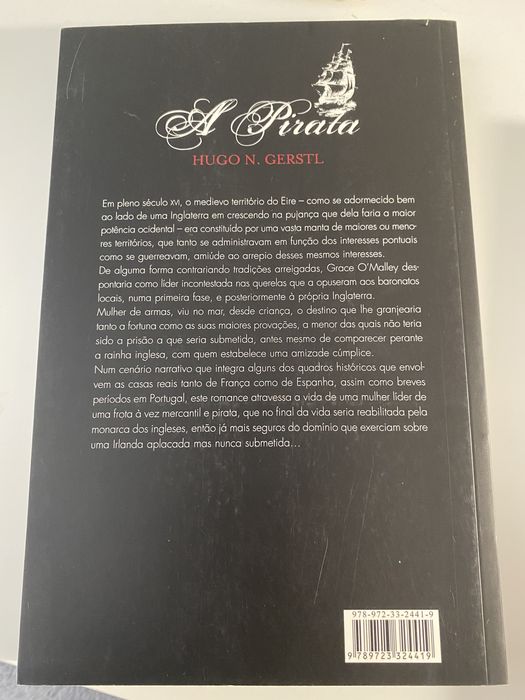 A Pirata
HUGO N. GERSTL
Em pleno século XVI, o medievo território do Eire – como se adormecido bem
ao lado de uma Inglaterra em crescendo na pujança que dela faria a maior
potência ocidental – era constituído por uma vasta manta de maiores ou meno-
res territórios, que tanto se administravam em função dos interesses pontuais
como se guerreavam, amiúde ao arrepio desses mesmos interesses.
De alguma forma contrariando tradições arreigadas, Grace O'Malley des-
pontaria como líder incontestada nas querelas que a opuseram aos baronatos
locais, numa primeira fase, e posteriormente à própria Inglaterra.
Mulher de armas, viu no mar, desde criança, o destino que lhe granjearia
tanto a fortuna como as suas maiores provações, a menor das quais não teria
sido a prisão a que seria submetida, antes mesmo de comparecer perante
a rainha inglesa, com quem estabelece uma amizade cúmplice.
Num cenário narrativo que integra alguns dos quadros históricos que envol-
vem as casas reais tanto de França como de Espanha, assim como breves
períodos em Portugal, este romance atravessa a vida de uma mulher líder de
uma frota à vez mercantil e pirata, que no final da vida seria reabilitada pela
monarca dos ingleses, então já mais seguros do domínio que exerciam sobre
uma Irlanda aplacada mas nunca submetida…
978-972-33-2441-9
9 789723 324419